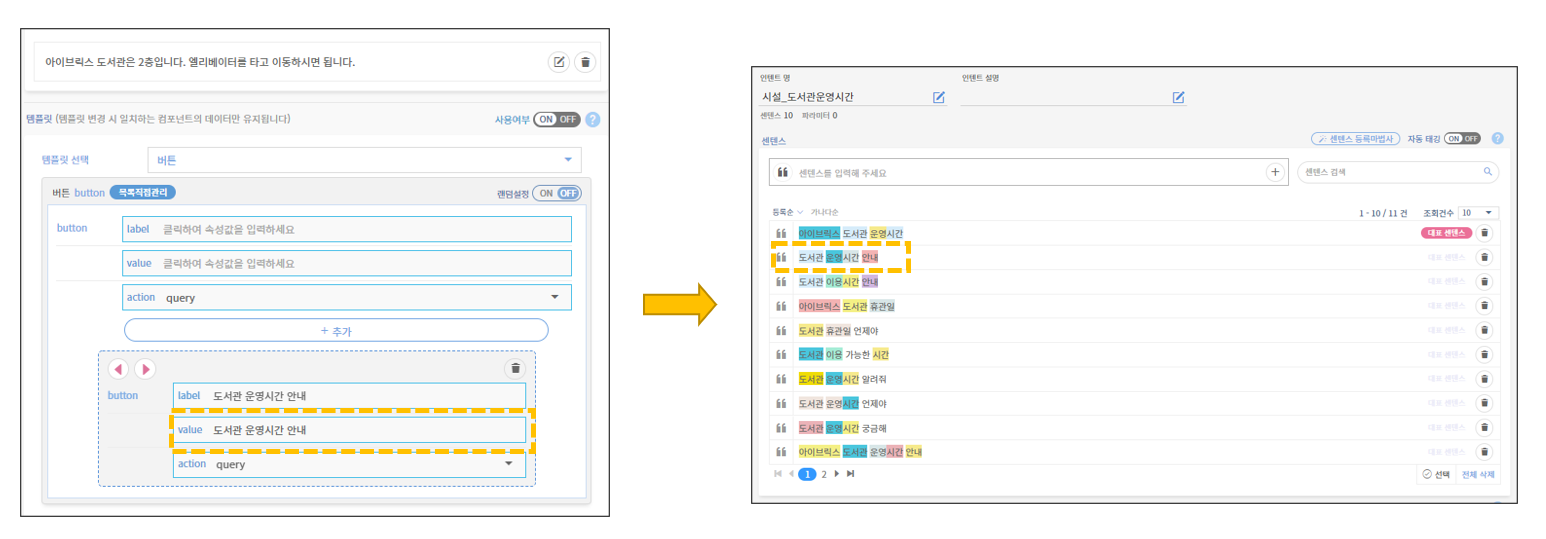 아이브릭스 도서관은 2층입니다. 엘리베이터를 타고 이동하시면 됩니다.
템플릿 (템플릿 변경 시 일치하는 컴포넌트의 데이터만 유지됩니다)
사용여부 ON OFF ?
템플릿 선택 버튼
버튼 button 목록직접관리
랜덤설정 ON OFF
button label 클릭하여 속성값을 입력하세요
value 클릭하여 속성값을 입력하세요
action query
+ 추가
button label 도서관 운영시간 안내
value 도서관 운영시간 안내
action query
인텐트 명 인텐트 설명
시설_도서관운영시간
센텐스 10 파라미터 0
센텐스
센텐스 등록마법사 자동 태깅 ON OFF ?
센텐스를 입력해 주세요
센텐스 검색
등록순 가나다순
1 - 10 / 11 건 조회건수 10
아이브릭스 도서관 운영시간 대표 센텐스
도서관 운영시간 안내 대표 센텐스
도서관 이용시간 안내 대표 센텐스
아이브릭스 도서관 휴관일 대표 센텐스
도서관 휴관일 언제야 대표 센텐스
도서관 이용 가능한 시간 대표 센텐스
도서관 운영시간 알려줘 대표 센텐스
도서관 운영시간 언제야 대표 센텐스
도서관 운영시간 궁금해 대표 센텐스
아이브릭스 도서관 운영시간 안내 대표 센텐스
1 2
선택 전체 삭제